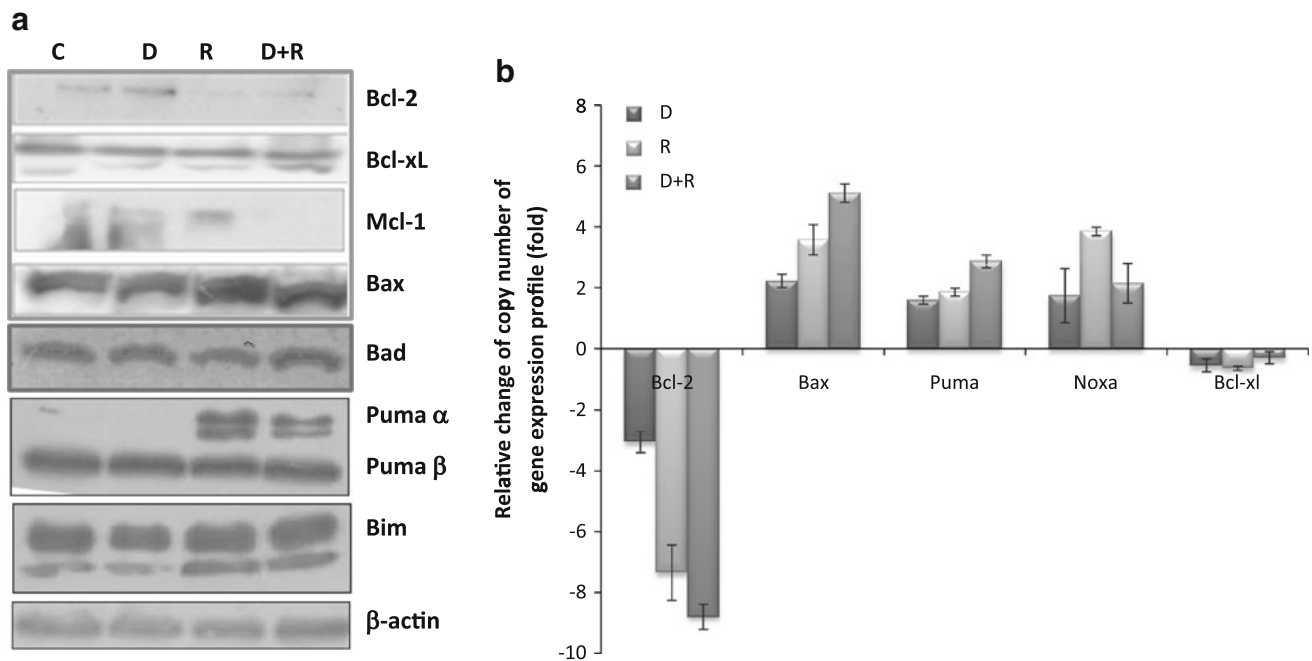 a
C D R D+R
Bcl-2
Bcl-xL
Mcl-1
Bax
Bad
Puma α
Puma β
Bim
β-actin
b
Relative change of copy number of
gene expression profile (fold)
8
6
4
2
0
-2
-4
-6
-8
-10
D
R
D+R
Bcl-2 Bax Puma Noxa Bcl-xl